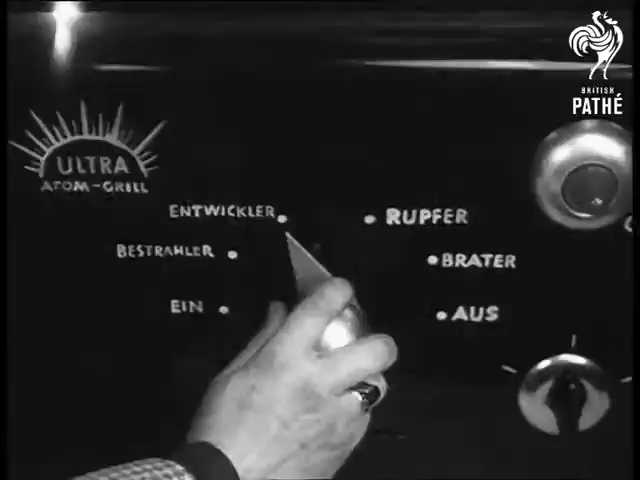 BRITISH
PATHÉ
ULTRA
ATOM-GRILL
ENTWICKLER
RUPFER
BESTRAHLER
BRATER
EIN
AUS